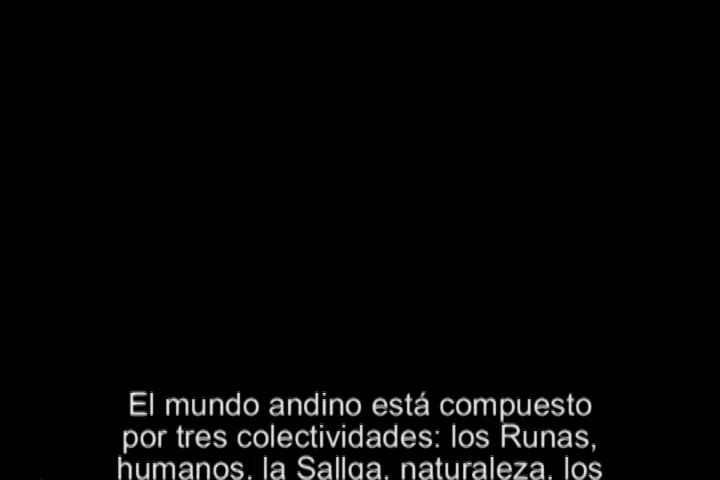 El mundo andino está compuesto
por tres colectividades: los Runas,
humanos, la Sallqa, naturaleza, los